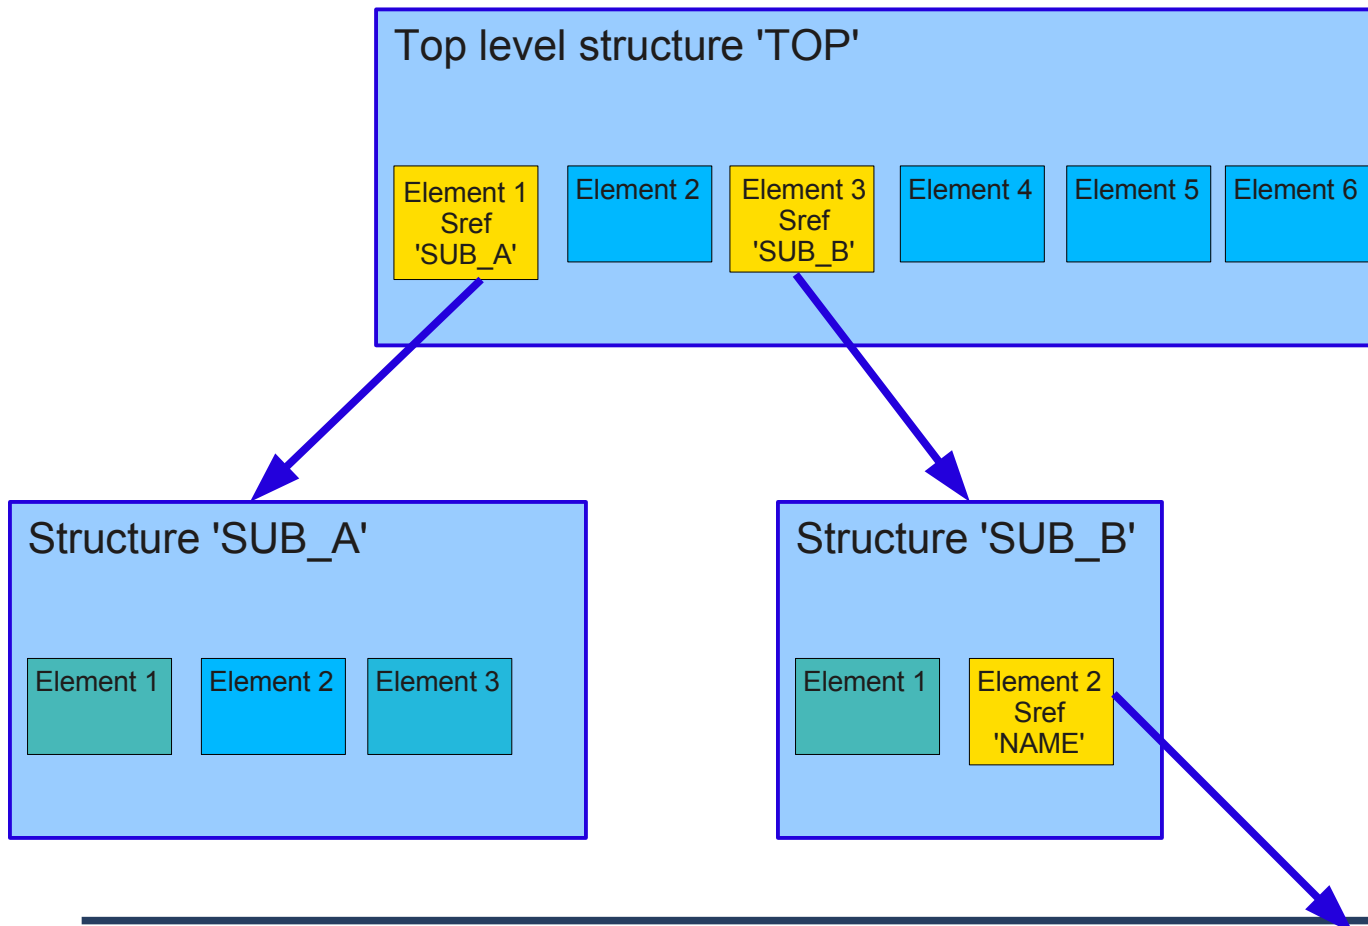 Top level structure 'TOP'
Element 1
Sref
'SUB_A'
Element 2
Element 3
Sref
'SUB_B'
Element 4
Element 5
Element 6
Structure 'SUB_A'
Element 1
Element 2
Element 3
Structure 'SUB_B'
Element 1
Element 2
Sref
'NAME'